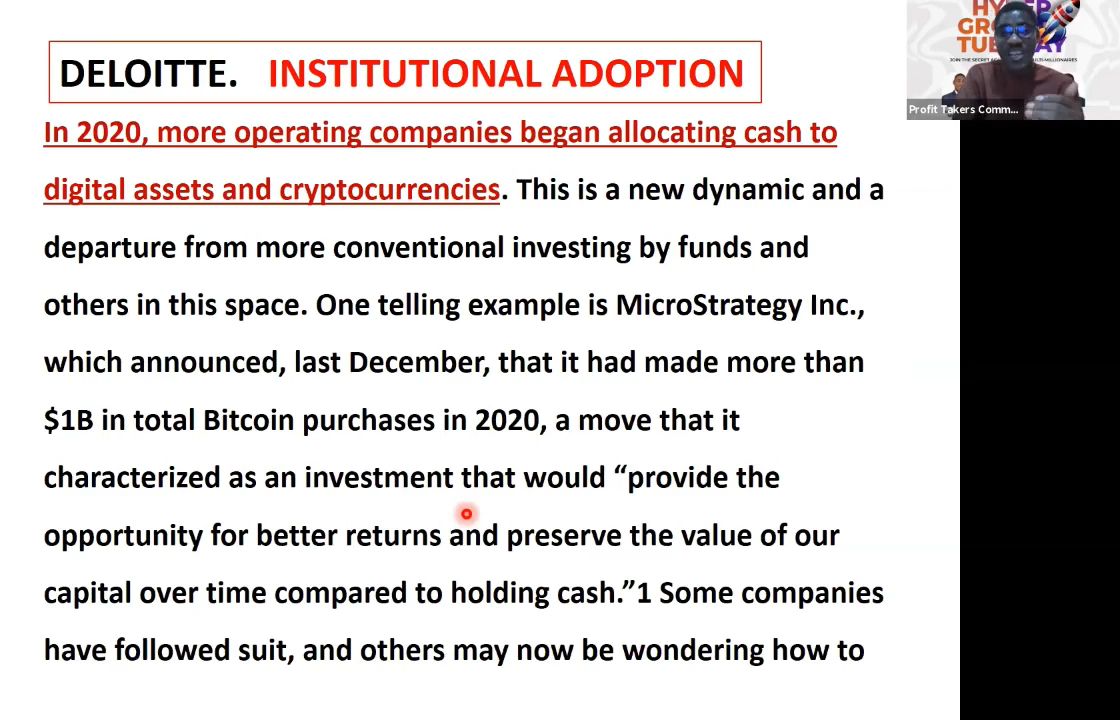 DELOITTE. INSTITUTIONAL ADOPTION
In 2020, more operating companies began allocating cash to
digital assets and cryptocurrencies. This is a new dynamic and a
departure from more conventional investing by funds and
others in this space. One telling example is MicroStrategy Inc.,
which announced, last December, that it had made more than
$1B in total Bitcoin purchases in 2020, a move that it
characterized as an investment that would “provide the
opportunity for better returns and preserve the value of our
capital over time compared to holding cash.”1 Some companies
have followed suit, and others may now be wondering how to
JOIN THE SECRET
Profit Takers Comm...